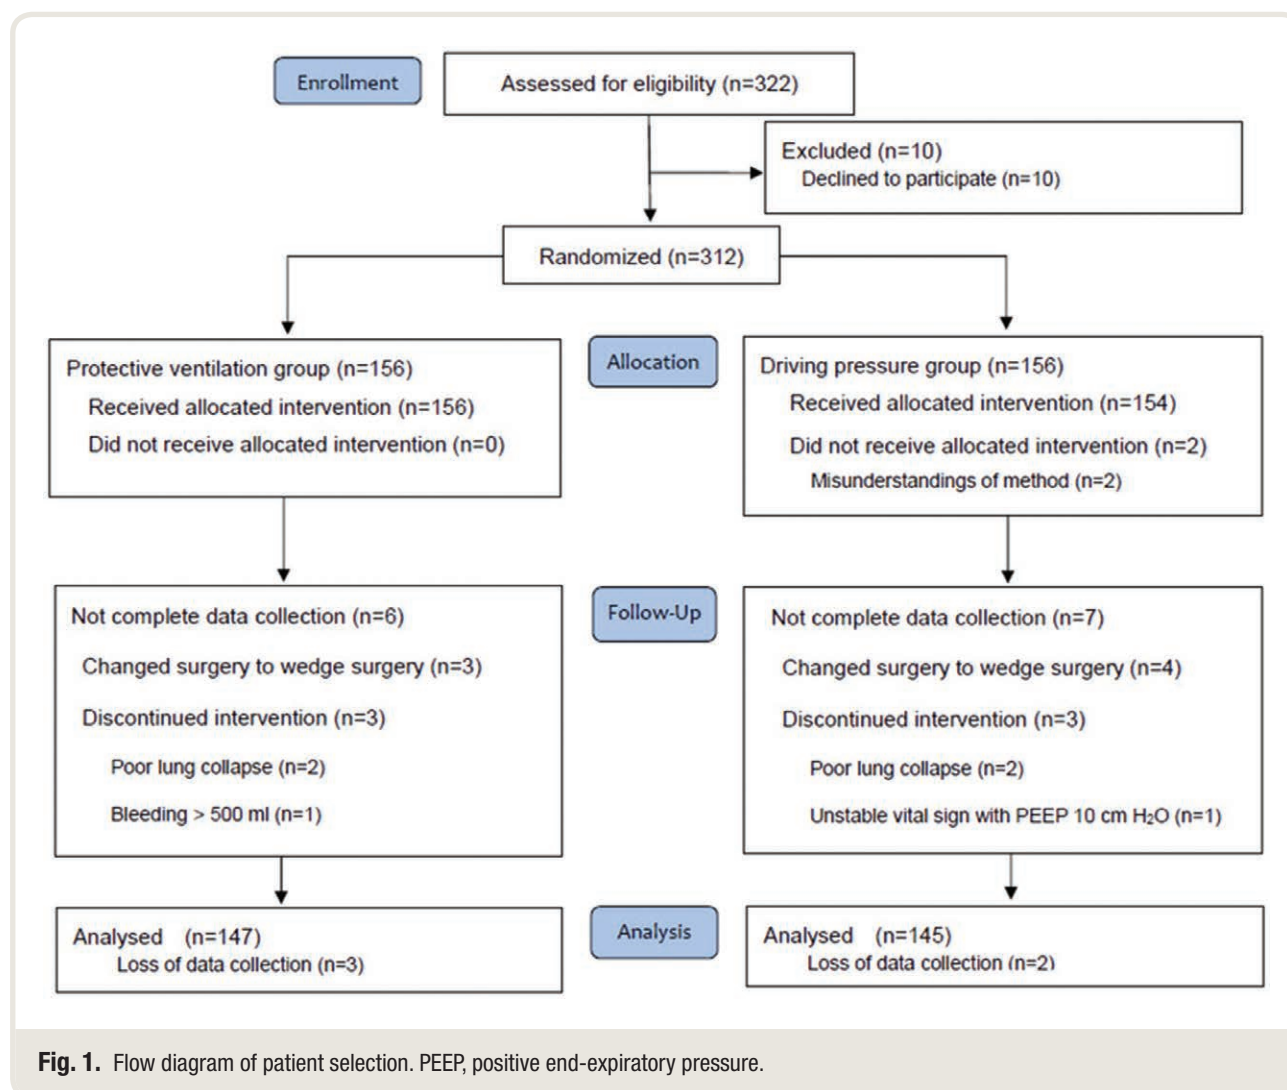 Enrollment
Assessed for eligibility (n=322)
Excluded (n=10)
Declined to participate (n=10)
Randomized (n=312)
Allocation
Protective ventilation group (n=156)
Received allocated intervention (n=156)
Did not receive allocated intervention (n=0)
Driving pressure group (n=156)
Received allocated intervention (n=154)
Did not receive allocated intervention (n=2)
Misunderstandings of method (n=2)
Follow-Up
Not complete data collection (n=6)
Changed surgery to wedge surgery (n=3)
Discontinued intervention (n=3)
Poor lung collapse (n=2)
Bleeding > 500 ml (n=1)
Not complete data collection (n=7)
Changed surgery to wedge surgery (n=4)
Discontinued intervention (n=3)
Poor lung collapse (n=2)
Unstable vital sign with PEEP 10 cm H₂O (n=1)
Analysis
Analysed (n=147)
Loss of data collection (n=3)
Analysed (n=145)
Loss of data collection (n=2)
Fig. 1. Flow diagram of patient selection. PEEP, positive end-expiratory pressure.